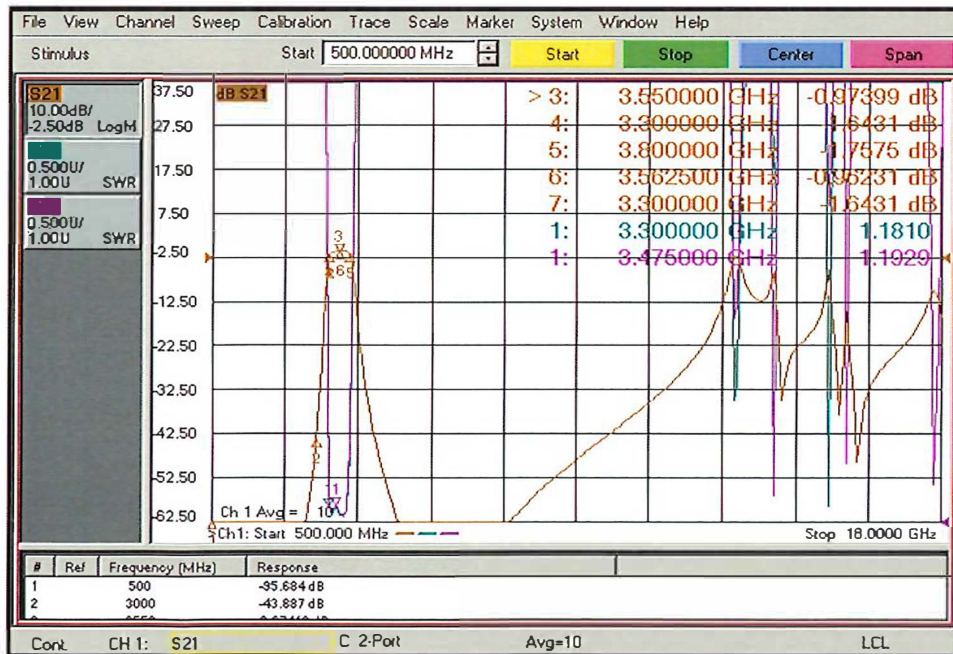 File View Channel Sweep Calibration Trace Scale Marker System Window Help
Stimulus Start 500.000000 MHz Start Stop Center Span
S21
10.00dB/
-2.50dB LogM
0.500U/
1.00U SWR
0.500U/
1.00U SWR
37.50
27.50
17.50
7.50
-2.50
-12.50
-22.50
-32.50
-42.50
-52.50
-62.50
dB S21
> 3: 3.550000 GHz -0.97399 dB
4: 3.300000 GHz -1.6431 dB
5: 3.800000 GHz -1.7575 dB
6: 3.562500 GHz -0.96231 dB
7: 3.300000 GHz -1.6431 dB
1: 3.300000 GHz 1.1810
1: 3.475000 GHz 1.1929
3
6 5
2
1 1
Ch 1 Avg = 10
Ch1: Start 500.000 MHz Stop 18.0000 GHz
# Ref Frequency (MHz) Response
1 500 -95.684 dB
2 3000 -43.887 dB
Cont. CH 1: S21 C 2-Port Avg=10 LCL